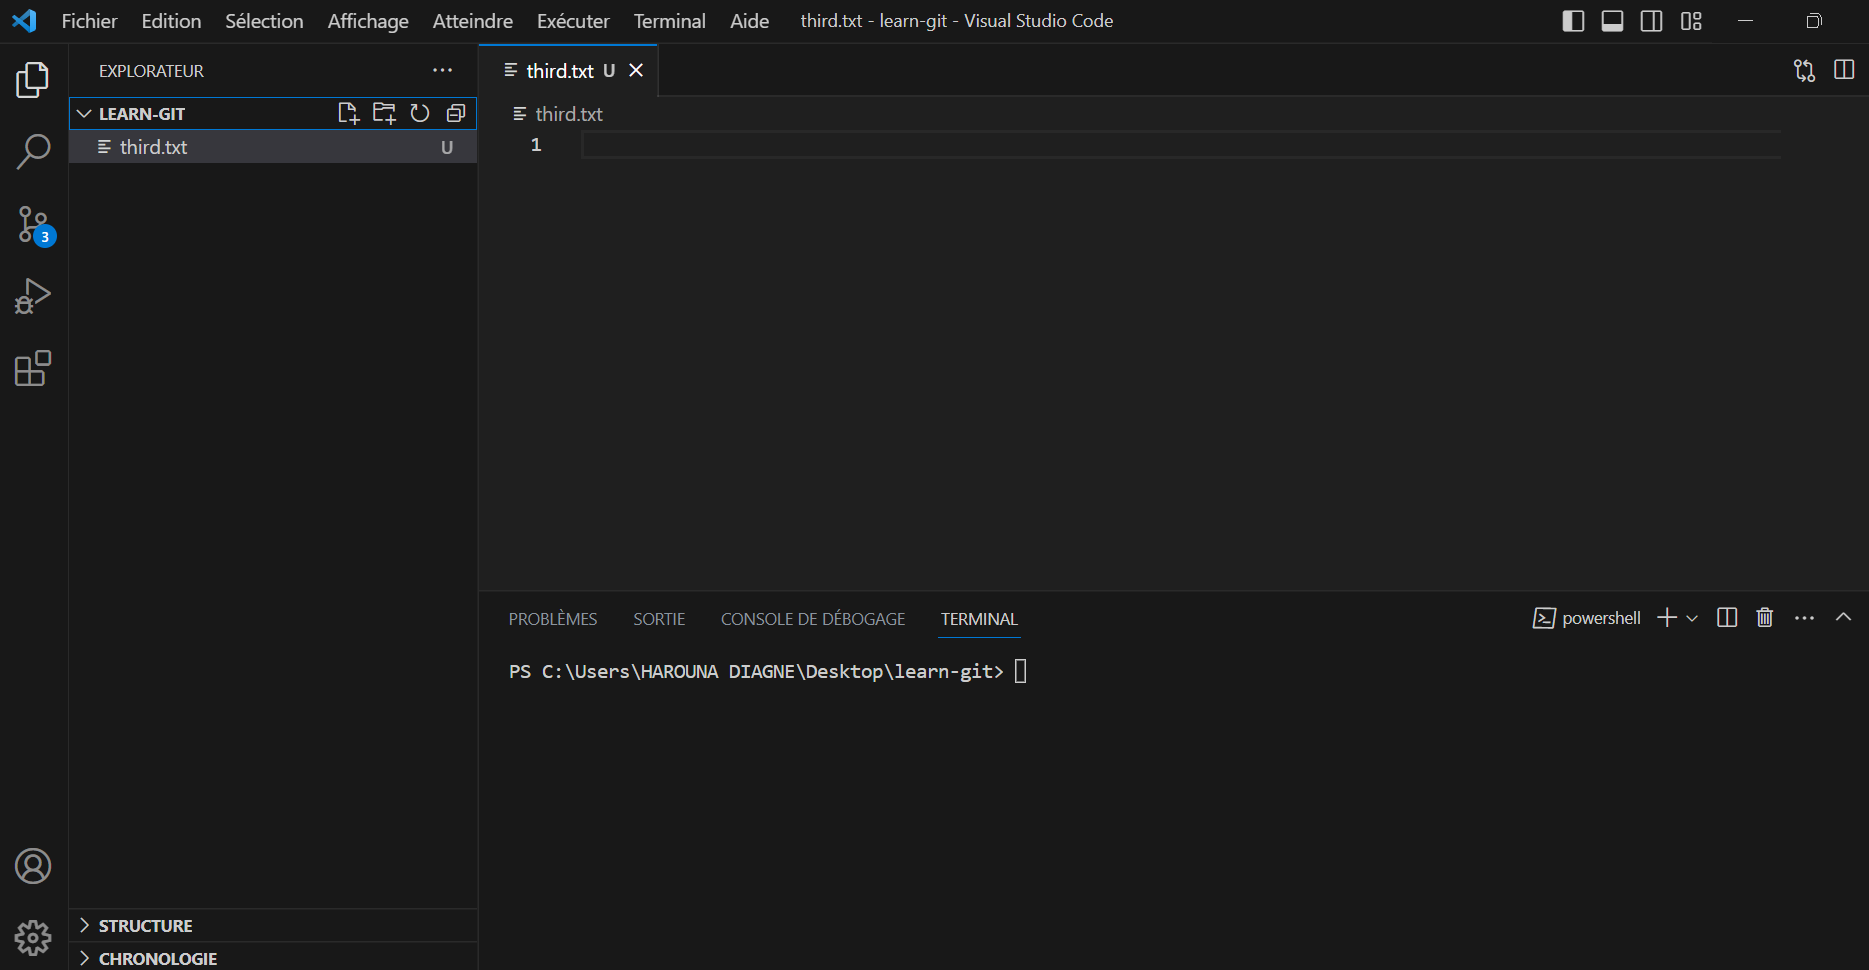 Fichier Edition Sélection Affichage Atteindre Exécuter Terminal Aide third.txt - learn-git - Visual Studio Code
EXPLORATEUR
LEARN-GIT
third.txt U
3
STRUCTURE
CHRONOLOGIE
third.txt U
third.txt
1
PROBLÈMES SORTIE CONSOLE DE DÉBOGAGE TERMINAL powershell
PS C:\Users\HAROUNA DIAGNE\Desktop\learn-git>